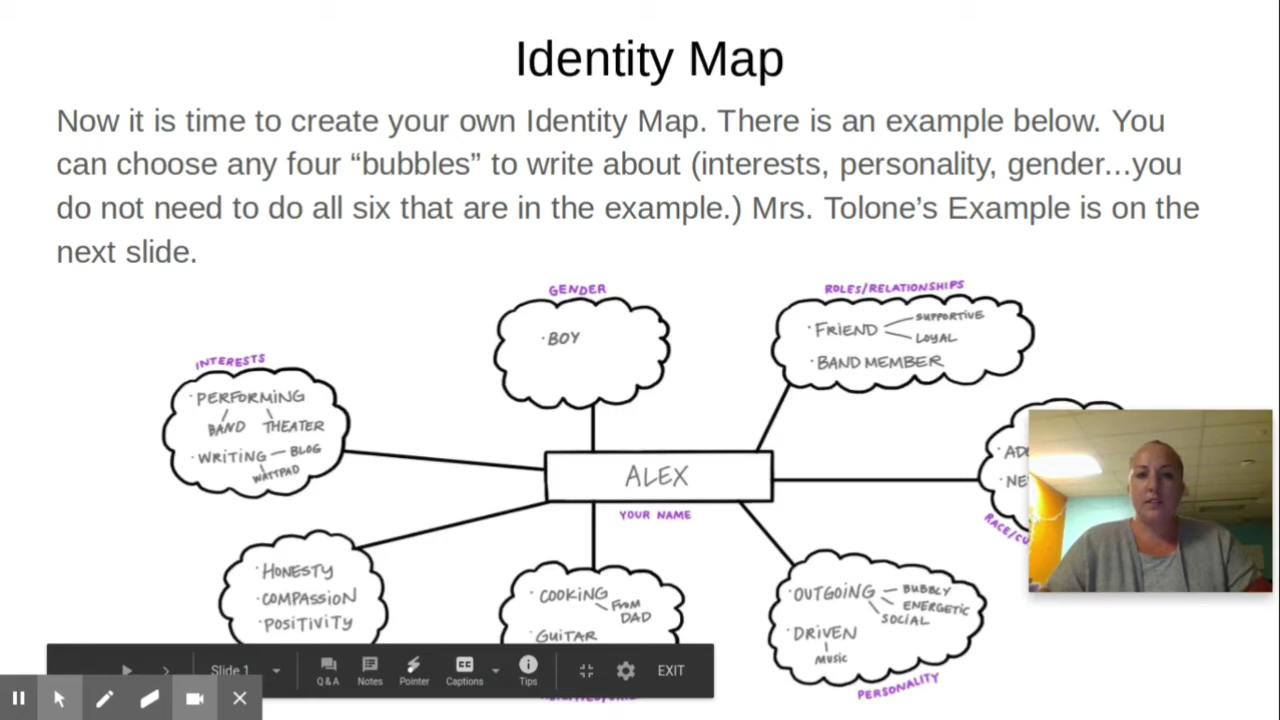 Identity Map
Now it is time to create your own Identity Map. There is an example below. You
can choose any four “bubbles” to write about (interests, personality, gender...you
do not need to do all six that are in the example.) Mrs. Tolone’s Example is on the
next slide.
GENDER
· BOY
ROLES/RELATIONSHIPS
· FRIEND
SUPPORTIVE
LOYAL
· BAND MEMBER
INTERESTS
· PERFORMING
BAND THEATER
· WRITING
BLOG
WATTPAD
ALEX
YOUR NAME
· HONESTY
· COMPASSION
· POSITIVITY
· COOKING
FROM
DAD
· GUITAR
· OUTGOING
BUBBLY
ENERGETIC
SOCIAL
· DRIVEN
MUSIC
PERSONALITY
Slide 1
Q&A
Notes
Pointer
CC
Captions
Tips
EXIT